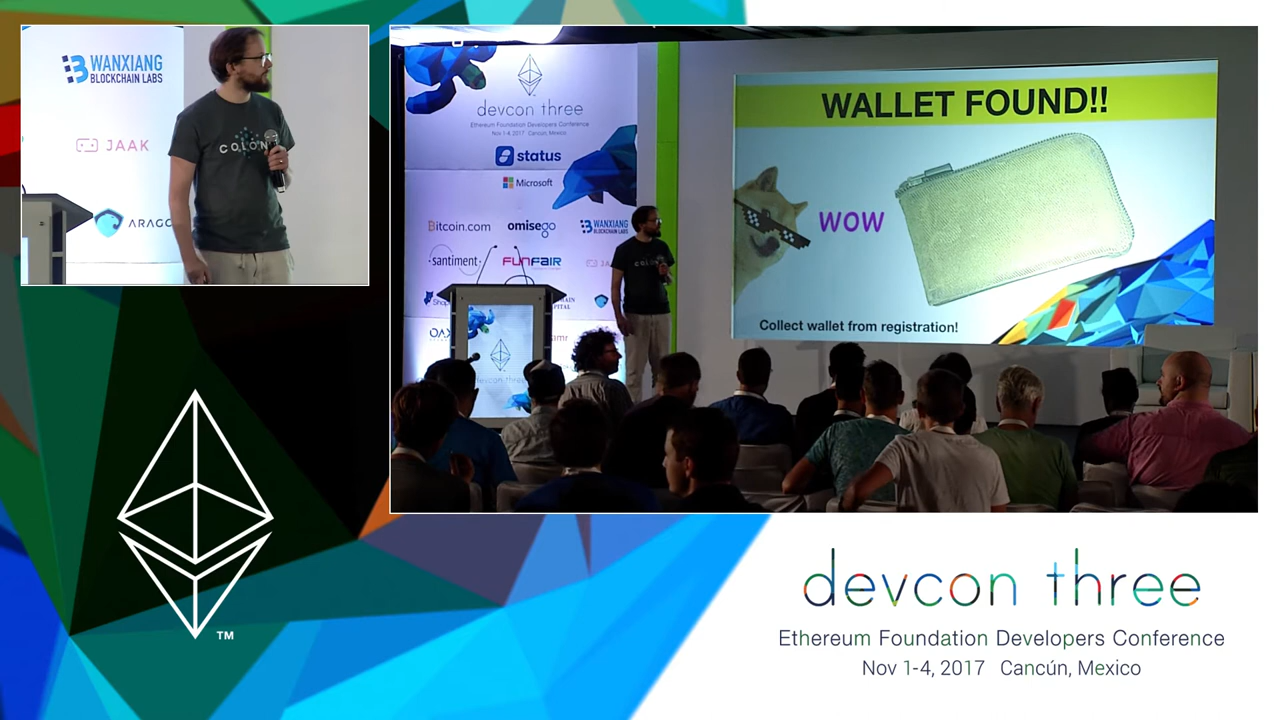 WANXIANG
BLOCKCHAIN LABS
JAAK
devcon three
Ethereum Foundation Developers Conference
Nov 1-4, 2017 Cancún, Mexico
status
Microsoft
Bitcoin.com
omisego
WANXIANG
BLOCKCHAIN LABS
santiment
FUNFAIR
WALLET FOUND!!
WOW
Collect wallet from registration!
devcon three
Ethereum Foundation Developers Conference
Nov 1-4, 2017 Cancún, Mexico
TM